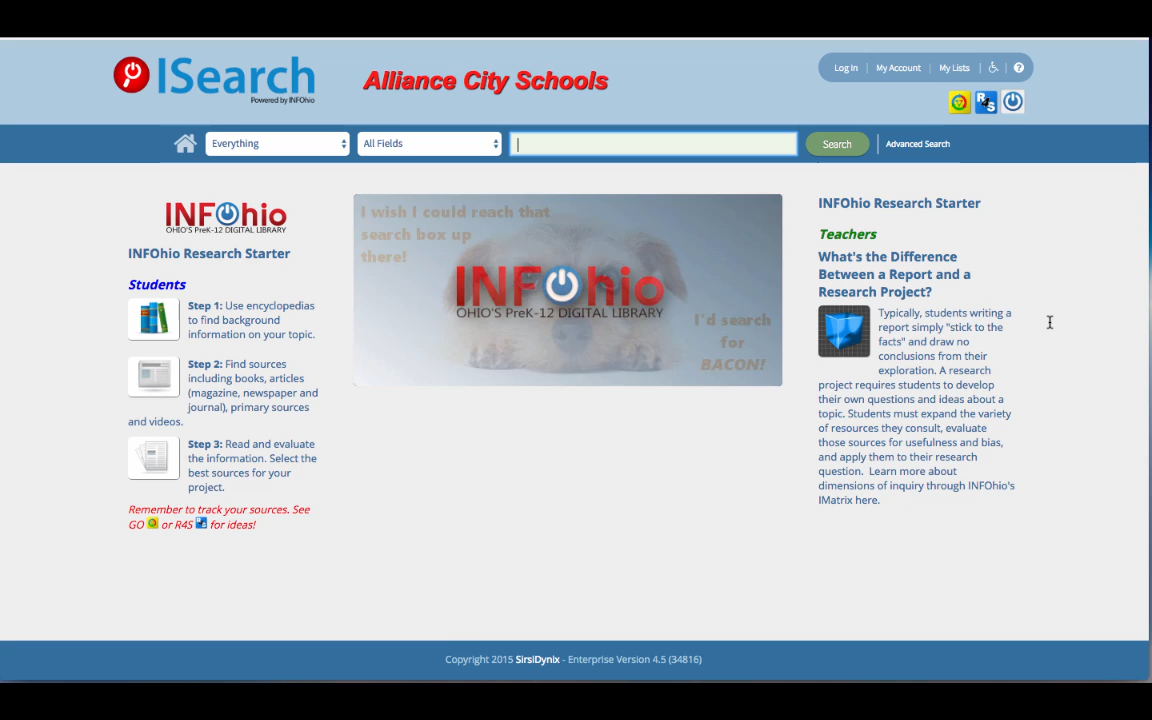 ISearch
Powered by INFOhio
Alliance City Schools
Log In | My Account | My Lists | | ?
R4S
Everything
All Fields
Search
Advanced Search
INFOhio
OHIO'S PreK-12 DIGITAL LIBRARY
INFOhio Research Starter
Students
Step 1: Use encyclopedias
to find background
information on your topic.
Step 2: Find sources
including books, articles
(magazine, newspaper and
journal), primary sources
and videos.
Step 3: Read and evaluate
the information. Select the
best sources for your
project.
Remember to track your sources. See
GO or R4S for ideas!
I wish I could reach that
search box up
there!
INFOhio
OHIO'S PreK-12 DIGITAL LIBRARY
I'd search
for
BACON!
INFOhio Research Starter
Teachers
What's the Difference
Between a Report and a
Research Project?
Typically, students writing a
report simply "stick to the
facts" and draw no
conclusions from their
exploration. A research
project requires students to develop
their own questions and ideas about a
topic. Students must expand the variety
of resources they consult, evaluate
those sources for usefulness and bias,
and apply them to their research
question. Learn more about
dimensions of inquiry through INFOhio's
IMatrix here.
Copyright 2015 SirsiDynix - Enterprise Version 4.5 (34816)